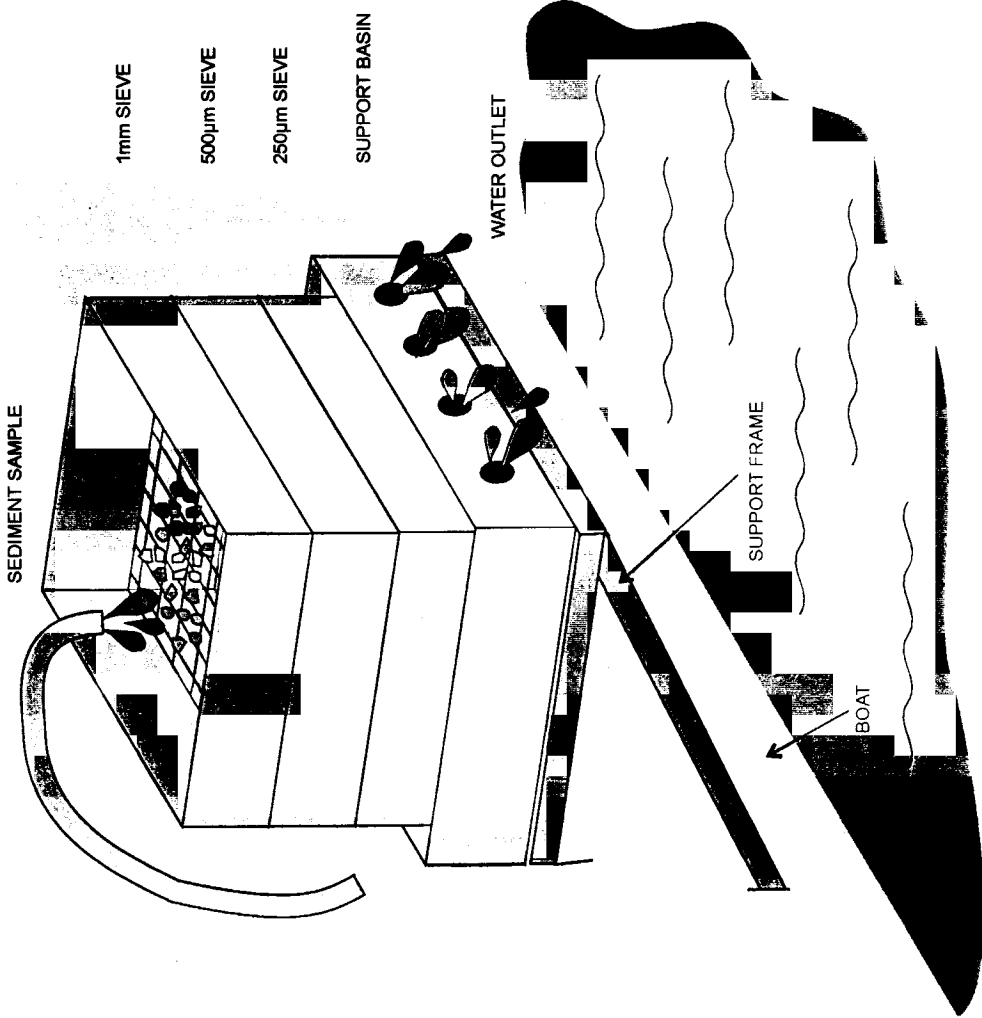 SEDIMENT SAMPLE
1mm SIEVE
500µm SIEVE
250µm SIEVE
SUPPORT BASIN
WATER OUTLET
SUPPORT FRAME
BOAT